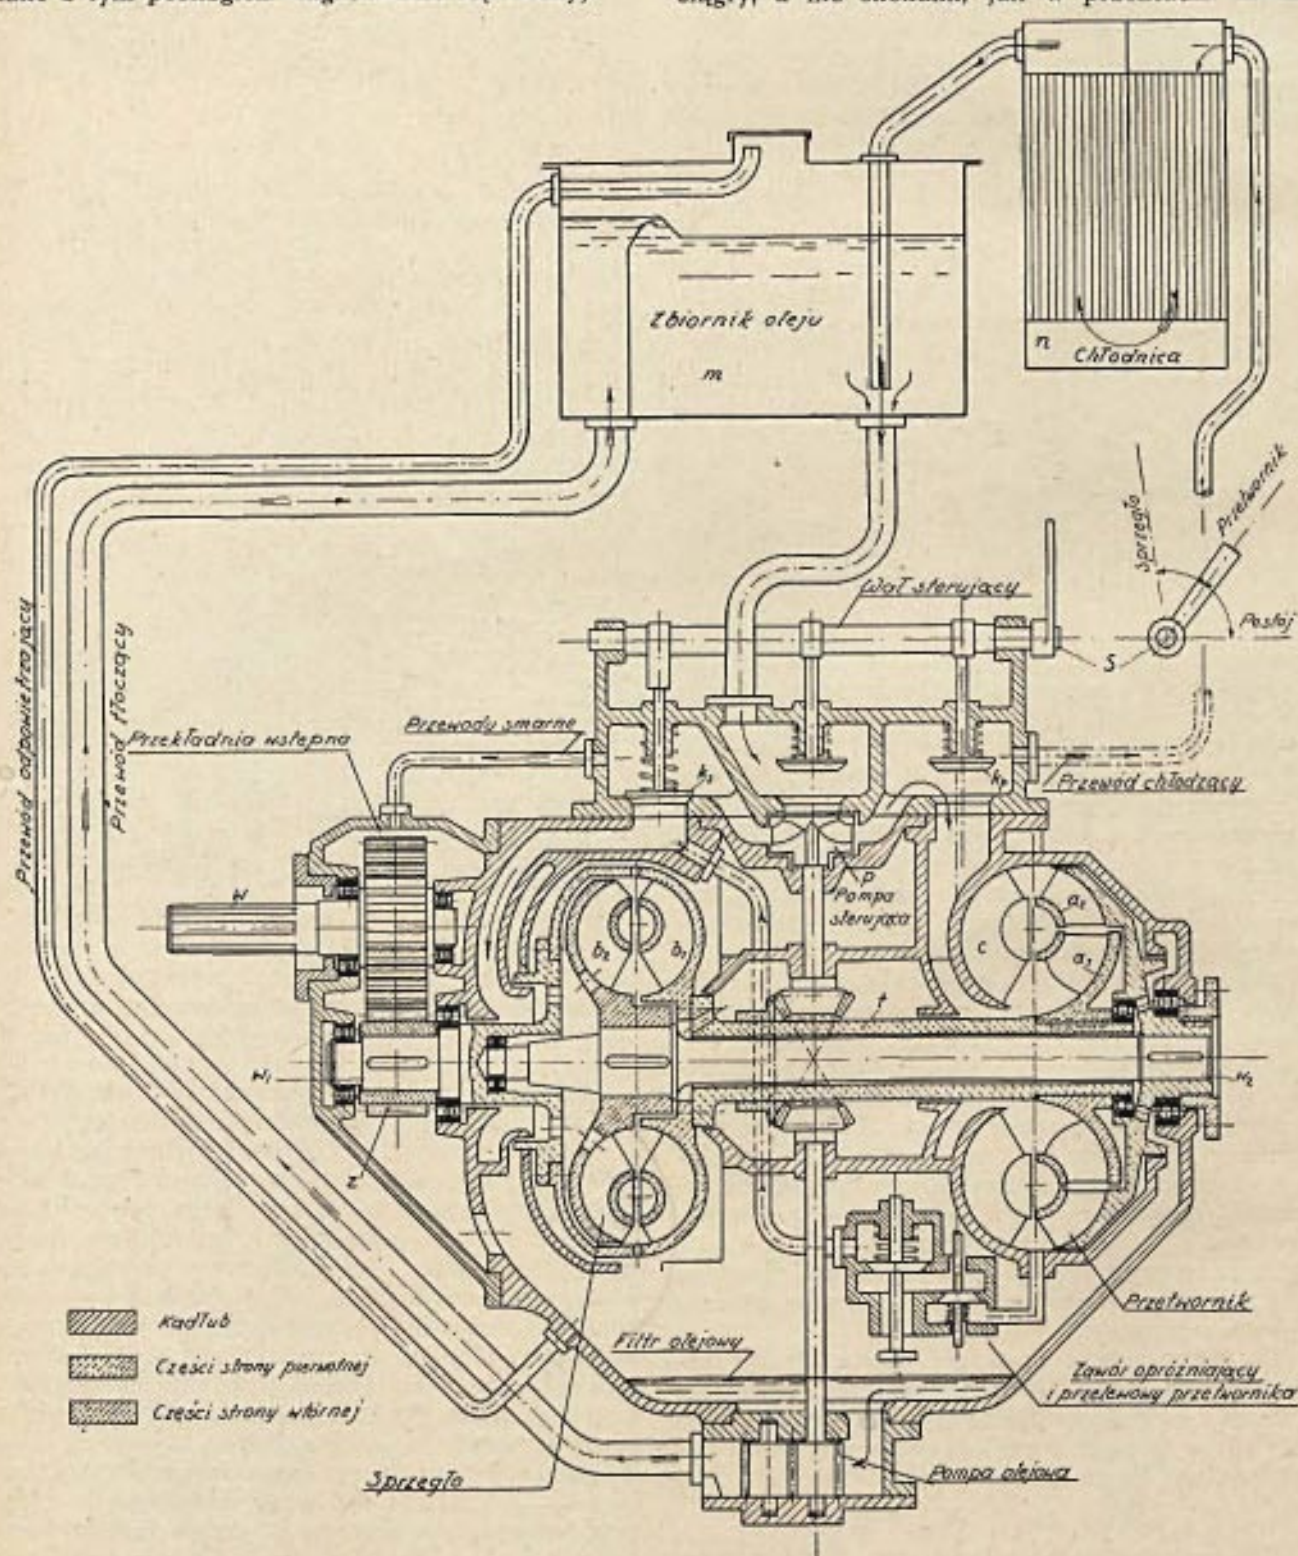 Zbiornik oleju
m
n
Chłodnica
Sprzęgło
Przetwornik
Postój
S
Wał sterujący
Przewód odpowietrzający
Przewód tłoczący
Przekładnia wstępna
Przewody smarne
Przewód chłodzący
k₂
kₚ
p
Pompa
sterująca
w
b₂
b₁
c
a₂
a₁
t
w₁
w₂
z
Kadłub
Części strony pierwotnej
Części strony wtórnej
Filtr olejowy
Przetwornik
Zawór opróżniający
i przelewowy przetwornika
Sprzęgło
Pompa olejowa